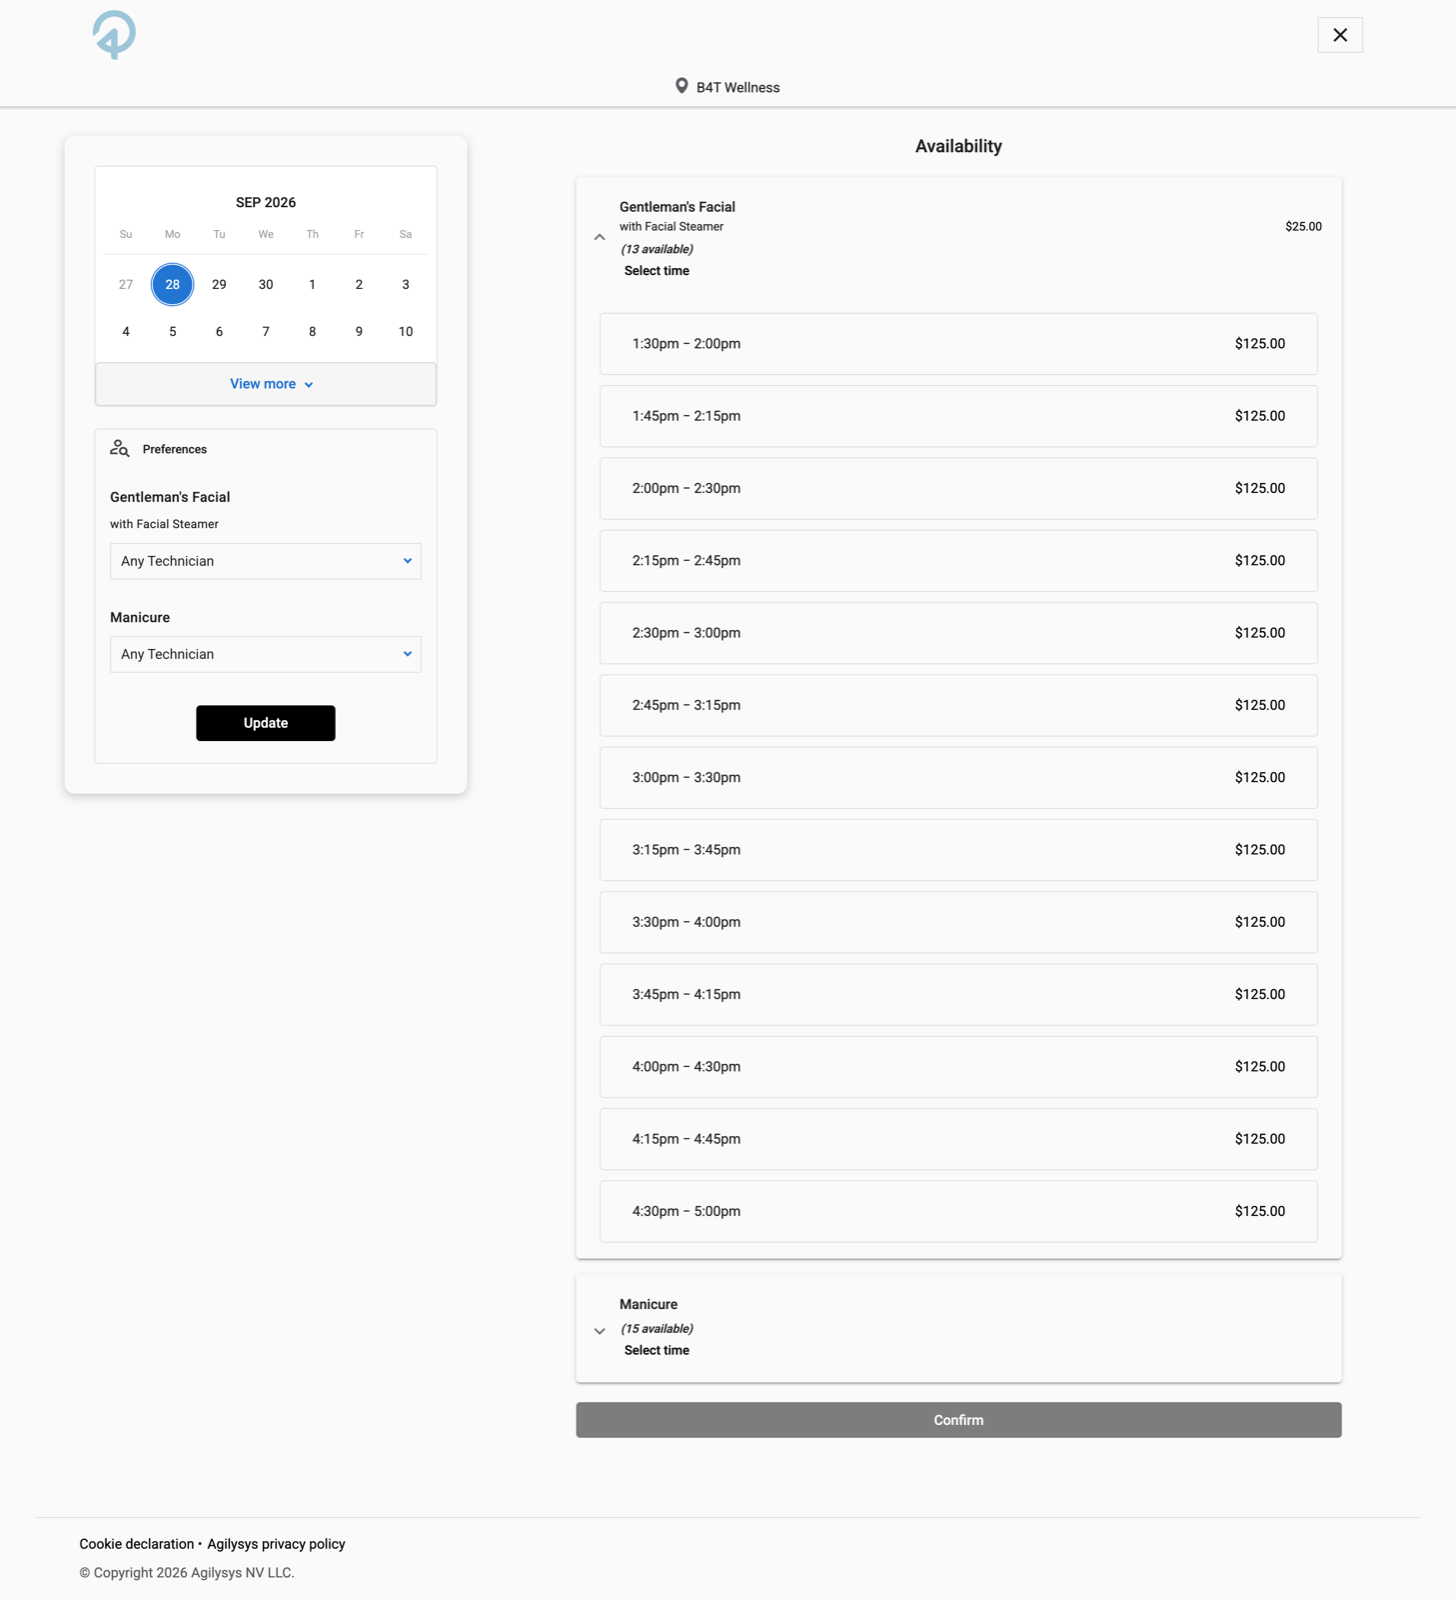 B4T Wellness
SEP 2026
Su Mo Tu We Th Fr Sa
27 28 29 30 1 2 3
4 5 6 7 8 9 10
View more
Preferences
Gentleman's Facial
with Facial Steamer
Any Technician
Manicure
Any Technician
Update
Availability
Gentleman's Facial
with Facial Steamer $25.00
(13 available)
Select time
1:30pm – 2:00pm $125.00
1:45pm – 2:15pm $125.00
2:00pm – 2:30pm $125.00
2:15pm – 2:45pm $125.00
2:30pm – 3:00pm $125.00
2:45pm – 3:15pm $125.00
3:00pm – 3:30pm $125.00
3:15pm – 3:45pm $125.00
3:30pm – 4:00pm $125.00
3:45pm – 4:15pm $125.00
4:00pm – 4:30pm $125.00
4:15pm – 4:45pm $125.00
4:30pm – 5:00pm $125.00
Manicure
(15 available)
Select time
Confirm
Cookie declaration • Agilysys privacy policy
© Copyright 2026 Agilysys NV LLC.